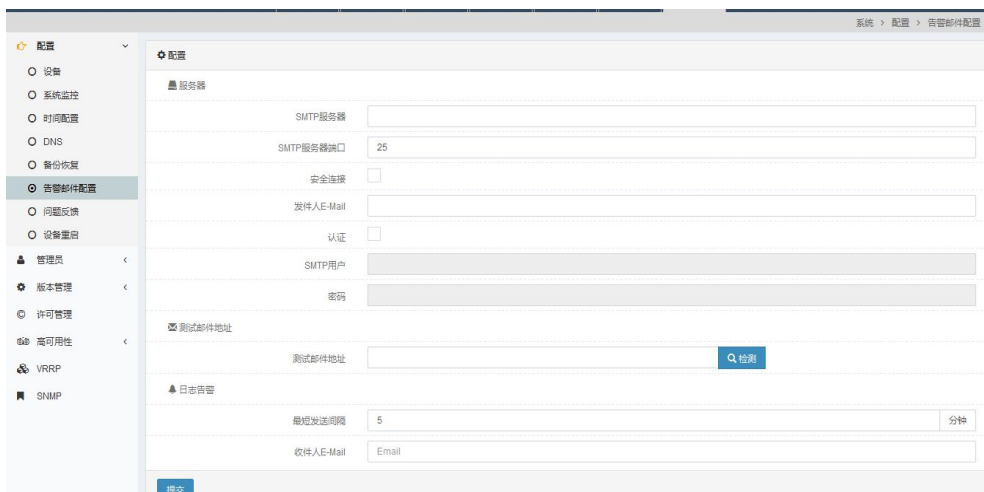 系统 > 配置 > 告警邮件配置
配置
设备
系统监控
时间配置
DNS
备份恢复
告警邮件配置
问题反馈
设备重启
管理员
版本管理
许可管理
高可用性
VRRP
SNMP
配置
服务器
SMTP服务器
SMTP服务器端口 25
安全连接
发件人E-Mail
认证
SMTP用户
密码
测试邮件地址
测试邮件地址 检测
日志告警
最短发送间隔 5 分钟
收件人E-Mail Email
提交